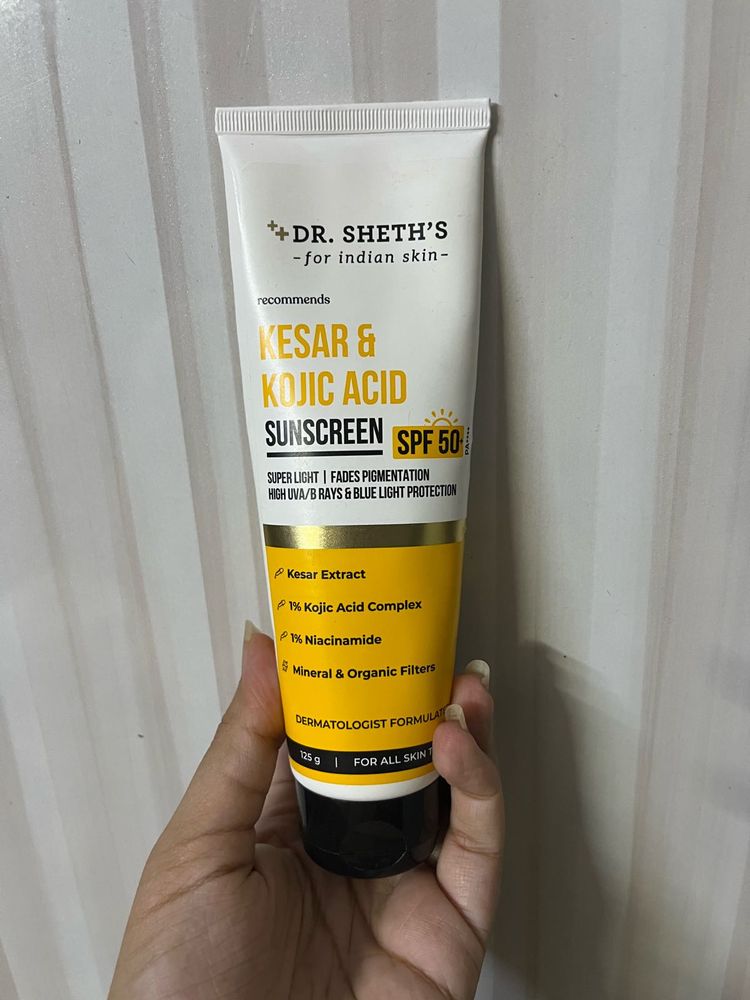 DR. SHETH'S
-for indian skin-
recommends
KESAR &
KOJIC ACID
SUNSCREEN SPF 50+ PA++++
SUPER LIGHT | FADES PIGMENTATION
HIGH UVA/B RAYS & BLUE LIGHT PROTECTION
Kesar Extract
1% Kojic Acid Complex
1% Niacinamide
Mineral & Organic Filters
DERMATOLOGIST
125 g | FOR ALL SKIN